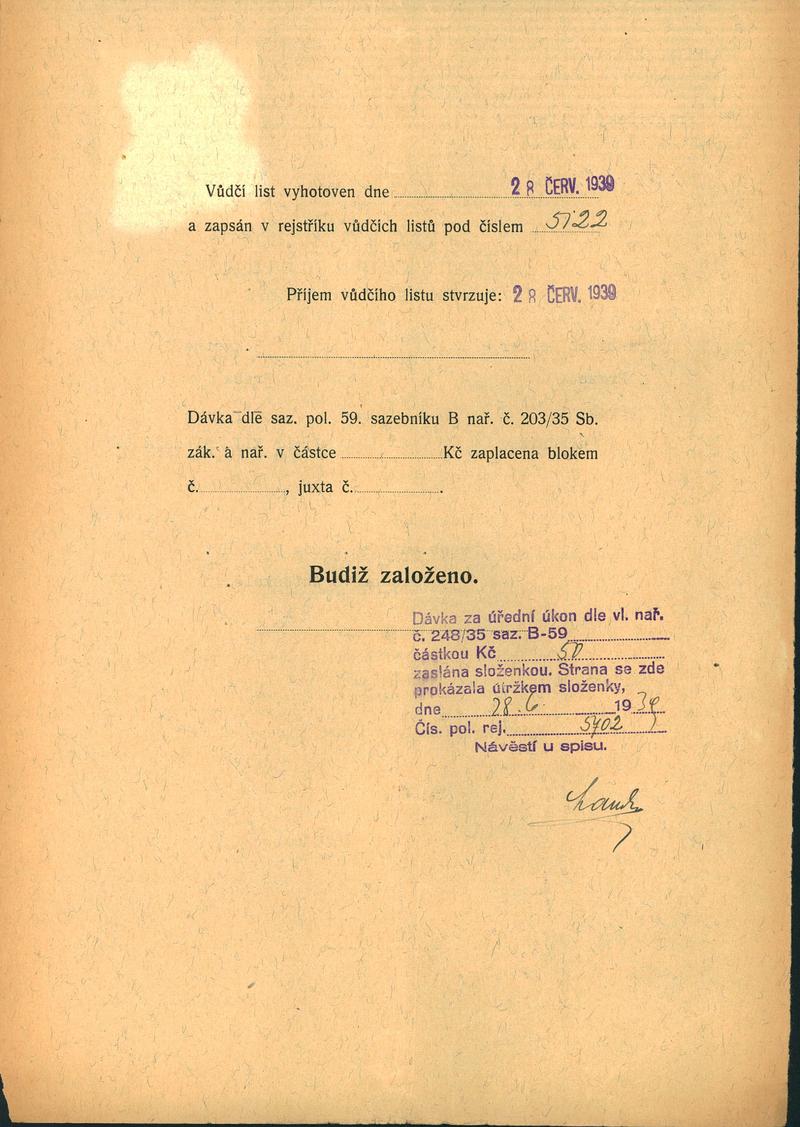 Vůdčí list vyhotoven dne 28 ČERV. 1939
a zapsán v rejstříku vůdčích listů pod číslem 5122
Příjem vůdčího listu stvrzuje: 28 ČERV. 1939
Dávka dle saz. pol. 59. sazebníku B nař. č. 203/35 Sb.
zák. a nař. v částce ............ Kč zaplacena blokem
č. ............, juxta č. ............
Budiž založeno.
Dávka za úřední úkon dle vl. nař.
č. 248/35 saz. B-59
částkou Kč 50
zaslána složenkou. Strana se zde
prokázala útržkem složenky,
dne 28.6. 1939
Čís. pol. rej. 5902
Návěstí u spisu.